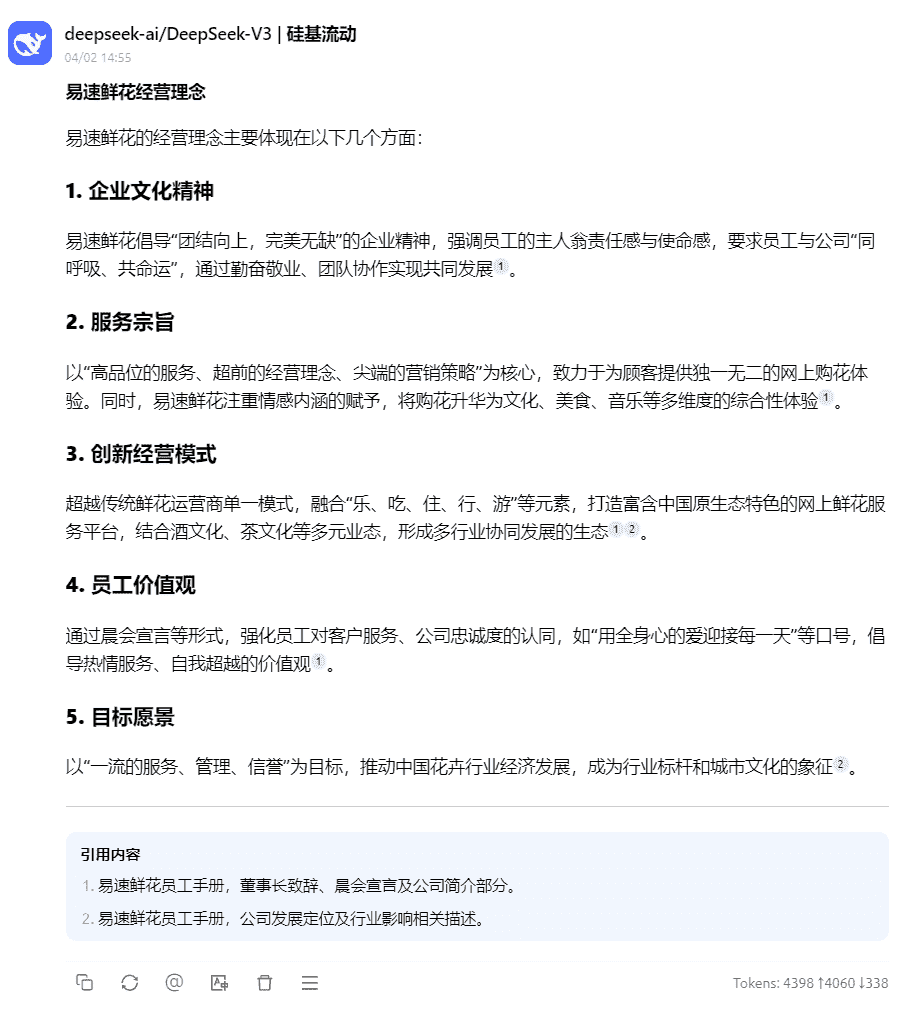 deepseek-ai/DeepSeek-V3 | 硅基流动
04/02 14:55
易速鲜花经营理念
易速鲜花的经营理念主要体现在以下几个方面：
1. 企业文化精神
易速鲜花倡导“团结向上，完美无缺”的企业精神，强调员工的主人翁责任感与使命感，要求员工与公司“同
呼吸、共命运”，通过勤奋敬业、团队协作实现共同发展1。
2. 服务宗旨
以“高品位的服务、超前的经营理念、尖端的营销策略”为核心，致力于为顾客提供独一无二的网上购花体
验。同时，易速鲜花注重情感内涵的赋予，将购花升华为文化、美食、音乐等多维度的综合性体验1。
3. 创新经营模式
超越传统鲜花运营商单一模式，融合“乐、吃、住、行、游”等元素，打造富含中国原生态特色的网上鲜花服
务平台，结合酒文化、茶文化等多元业态，形成多行业协同发展的生态1 2。
4. 员工价值观
通过晨会宣言等形式，强化员工对客户服务、公司忠诚度的认同，如“用全身心的爱迎接每一天”等口号，倡
导热情服务、自我超越的价值观1。
5. 目标愿景
以“一流的服务、管理、信誉”为目标，推动中国花卉行业经济发展，成为行业标杆和城市文化的象征2。
引用内容
1. 易速鲜花员工手册，董事长致辞、晨会宣言及公司简介部分。
2. 易速鲜花员工手册，公司发展定位及行业影响相关描述。
Tokens: 4398 ↑4060 ↓338